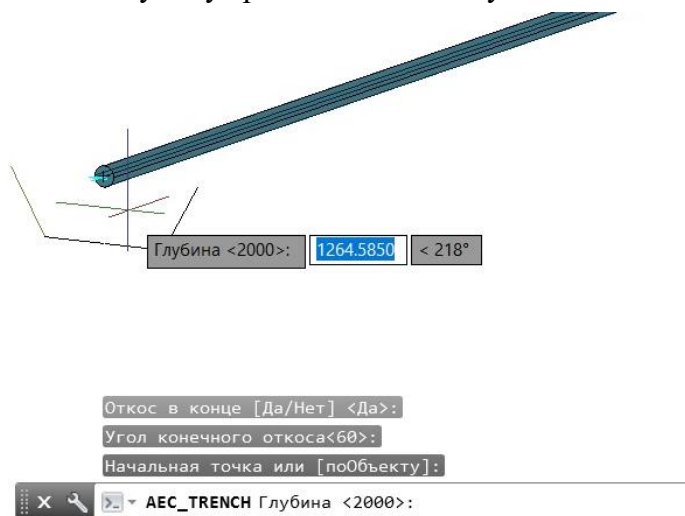 Глубина <2000>: 1264.5850 < 218°
Откос в конце [Да/Нет] <Да>:
Угол конечного откоса<60>:
Начальная точка или [поОбъекту]:
AEC_TRENCH Глубина <2000>: